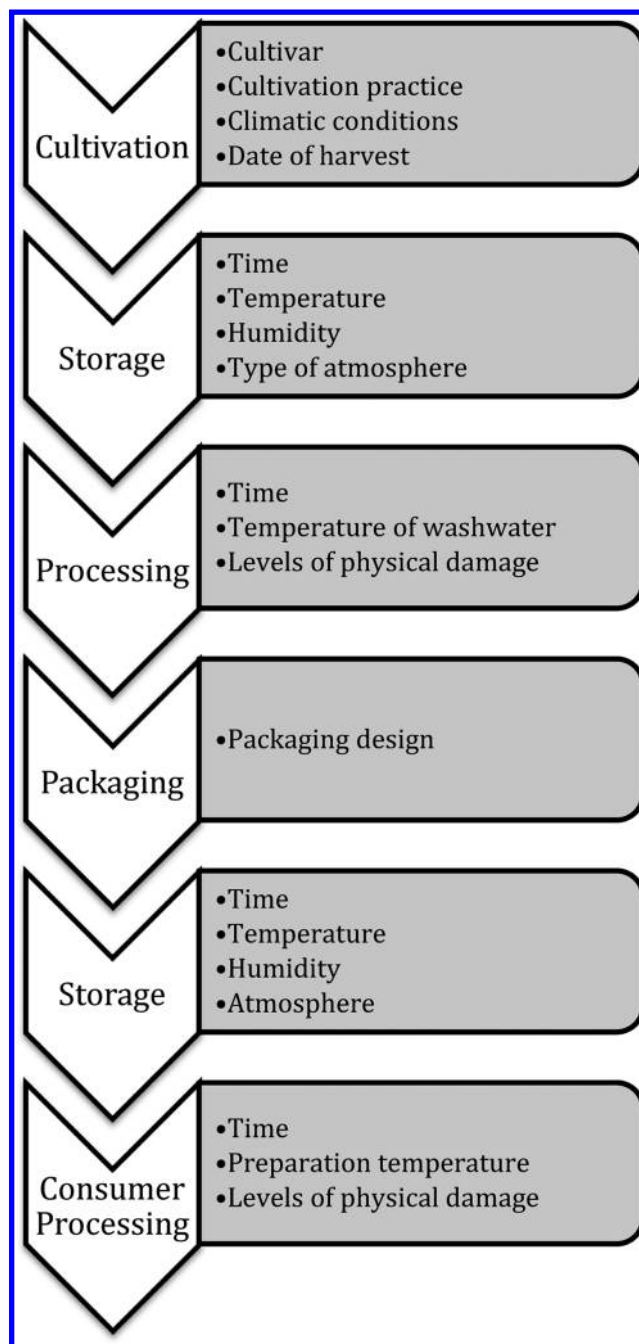 Cultivation
•Cultivar
•Cultivation practice
•Climatic conditions
•Date of harvest
Storage
•Time
•Temperature
•Humidity
•Type of atmosphere
Processing
•Time
•Temperature of washwater
•Levels of physical damage
Packaging
•Packaging design
Storage
•Time
•Temperature
•Humidity
•Atmosphere
Consumer
Processing
•Time
•Preparation temperature
•Levels of physical damage